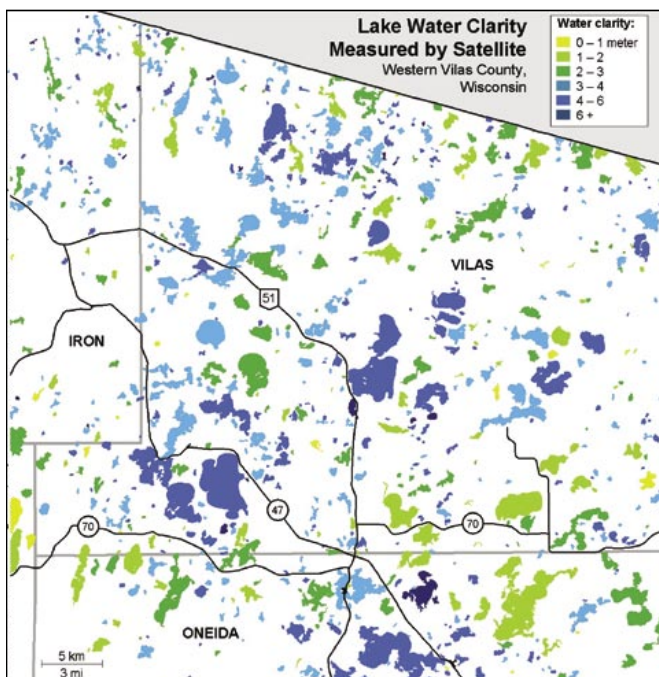 Lake Water Clarity
Measured by Satellite
Western Vilas County,
Wisconsin
Water clarity:
0 – 1 meter
1 – 2
2 – 3
3 – 4
4 – 6
6 +
VILAS
51
IRON
47
70
70
ONEIDA
5 km
3 mi